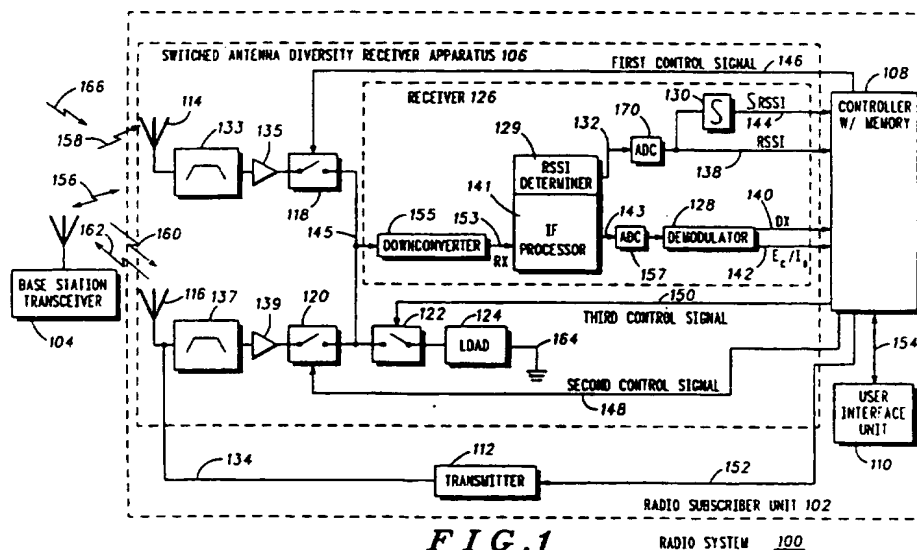 SWITCHED ANTENNA DIVERSITY RECEIVER APPARATUS 106
FIRST CONTROL SIGNAL
146
108
166
158
114
133
135
118
RECEIVER 126
130
∫
∫RSSI
144
CONTROLLER
W/ MEMORY
129
132
170
ADC
RSSI
138
RSSI
DETERMINER
156
141
145
155
153
DOWNCONVERTER
RX
IF
PROCESSOR
143
128
140
ADC
DEMODULATOR
DX
157
142
E_C/I_0
162
160
BASE STATION
TRANSCEIVER
104
116
137
139
120
122
124
LOAD
164
150
THIRD CONTROL SIGNAL
SECOND CONTROL SIGNAL
148
154
USER
INTERFACE
UNIT
110
134
112
TRANSMITTER
152
RADIO SUBSCRIBER UNIT 102
FIG.1
RADIO SYSTEM 100